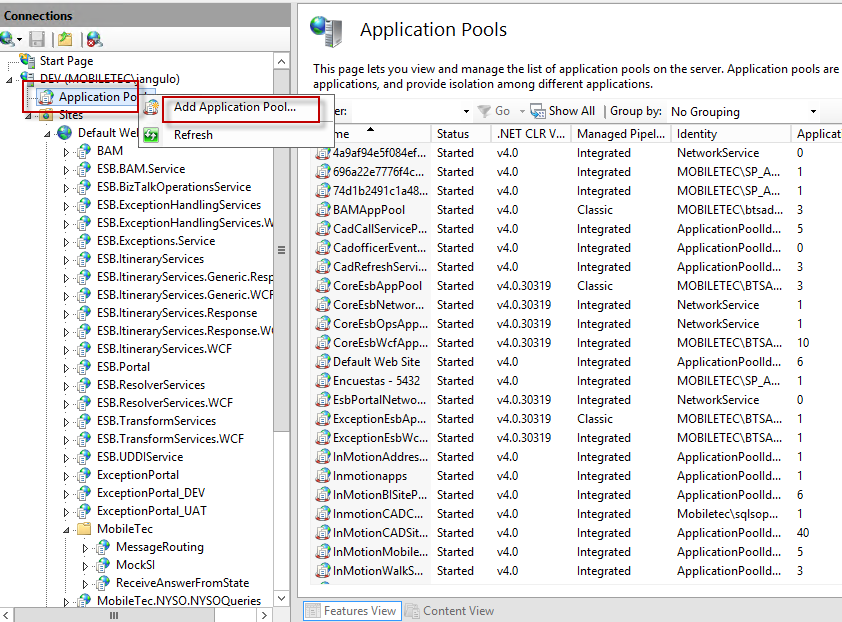 Connections
Start Page
DEV (MOBILETEC\jangulo)
Application Po
Add Application Pool...
Refresh
Sites
Default Wel
BAM
ESB.BAM.Service
ESB.BizTalkOperationsService
ESB.ExceptionHandlingServices
ESB.ExceptionHandlingServices.W
ESB.Exceptions.Service
ESB.ItineraryServices
ESB.ItineraryServices.Generic.Resp
ESB.ItineraryServices.Generic.WCF
ESB.ItineraryServices.Response
ESB.ItineraryServices.Response.W
ESB.ItineraryServices.WCF
ESB.Portal
ESB.ResolverServices
ESB.ResolverServices.WCF
ESB.TransformServices
ESB.TransformServices.WCF
ESB.UDDIService
ExceptionPortal
ExceptionPortal_DEV
ExceptionPortal_UAT
MobileTec
MessageRouting
MockSI
ReceiveAnswerFromState
MobileTec.NYSO.NYSOQueries
Application Pools
This page lets you view and manage the list of application pools on the server. Application pools are
applications, and provide isolation among different applications.
er: Go Show All Group by: No Grouping
me Status .NET CLR V... Managed Pipel... Identity Applicat
4a9af94e5f084ef... Started v4.0 Integrated NetworkService 0
696a22e7776f4c... Started v4.0 Integrated MOBILETEC\SP_A... 1
74d1b2491c1a48... Started v4.0 Integrated MOBILETEC\SP_A... 1
BAMAppPool Started v4.0 Classic MOBILETEC\btsad... 3
CadCallServiceP... Started v4.0 Integrated ApplicationPoolId... 5
CadofficerEvent... Started v4.0 Integrated MOBILETEC\SP_A... 0
CadRefreshServi... Started v4.0 Integrated ApplicationPoolId... 3
CoreEsbAppPool Started v4.0.30319 Classic MOBILETEC\BTSA... 3
CoreEsbNetwor... Started v4.0.30319 Integrated NetworkService 1
CoreEsbOpsApp... Started v4.0.30319 Integrated NetworkService 1
CoreEsbWcfApp... Started v4.0.30319 Integrated MOBILETEC\BTSA... 10
Default Web Site Started v4.0 Integrated ApplicationPoolId... 6
Encuestas - 5432 Started v4.0 Integrated MOBILETEC\SP_A... 1
EsbPortalNetwo... Started v4.0.30319 Integrated NetworkService 0
ExceptionEsbAp... Started v4.0.30319 Classic MOBILETEC\BTSA... 1
ExceptionEsbWc... Started v4.0.30319 Integrated MOBILETEC\BTSA... 1
InMotionAddres... Started v4.0 Integrated ApplicationPoolId... 1
Inmotionapps Started v4.0 Integrated ApplicationPoolId... 1
InMotionBISiteP... Started v4.0 Integrated ApplicationPoolId... 6
InMotionCADC... Started v4.0 Integrated Mobiletec\sqlsop... 1
InMotionCADSit... Started v4.0 Integrated ApplicationPoolId... 40
InMotionMobile... Started v4.0 Integrated ApplicationPoolId... 5
InMotionWalkS... Started v4.0 Integrated ApplicationPoolId... 3
Features View Content View